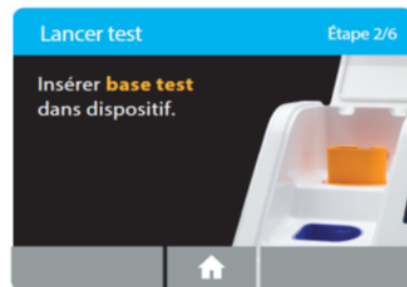 Lancer test
Étape 2/6
Insérer base test
dans dispositif.